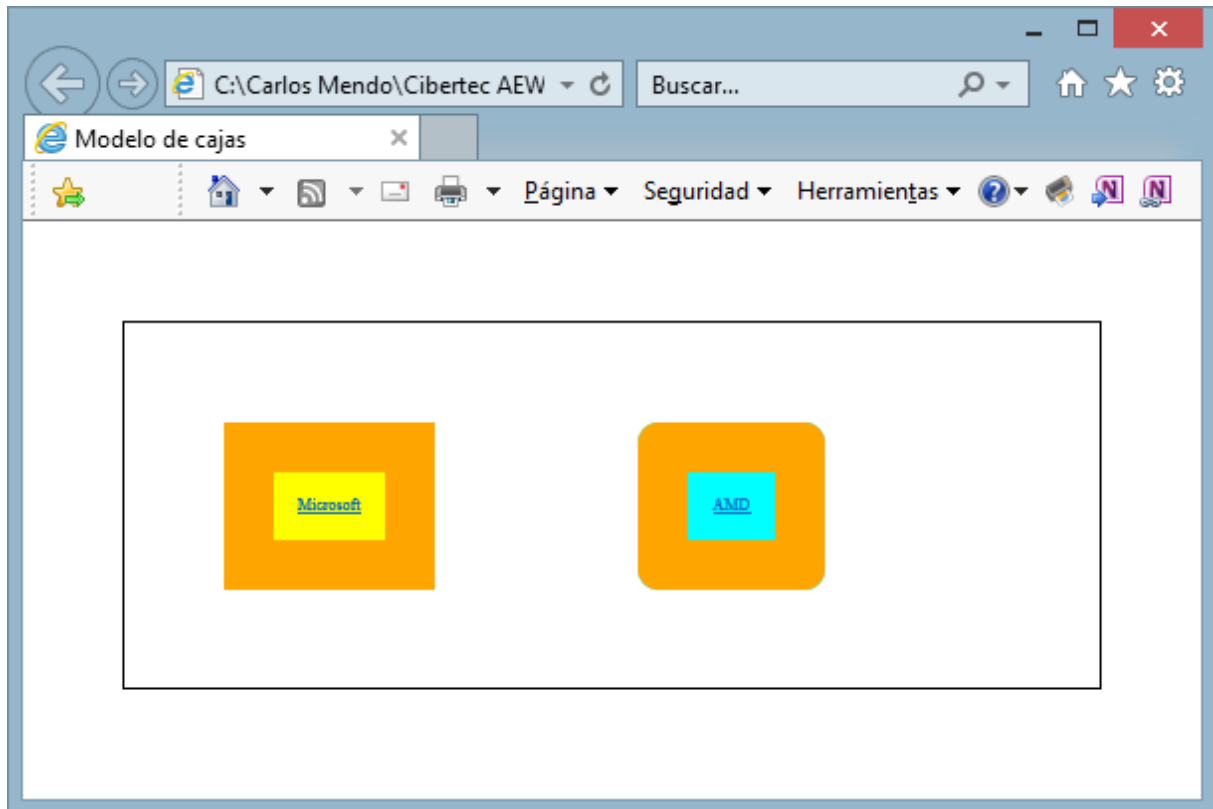 C:\Carlos Mendo\Cibertec AEW
Buscar...
Modelo de cajas
Página Seguridad Herramientas
Microsoft
AMD